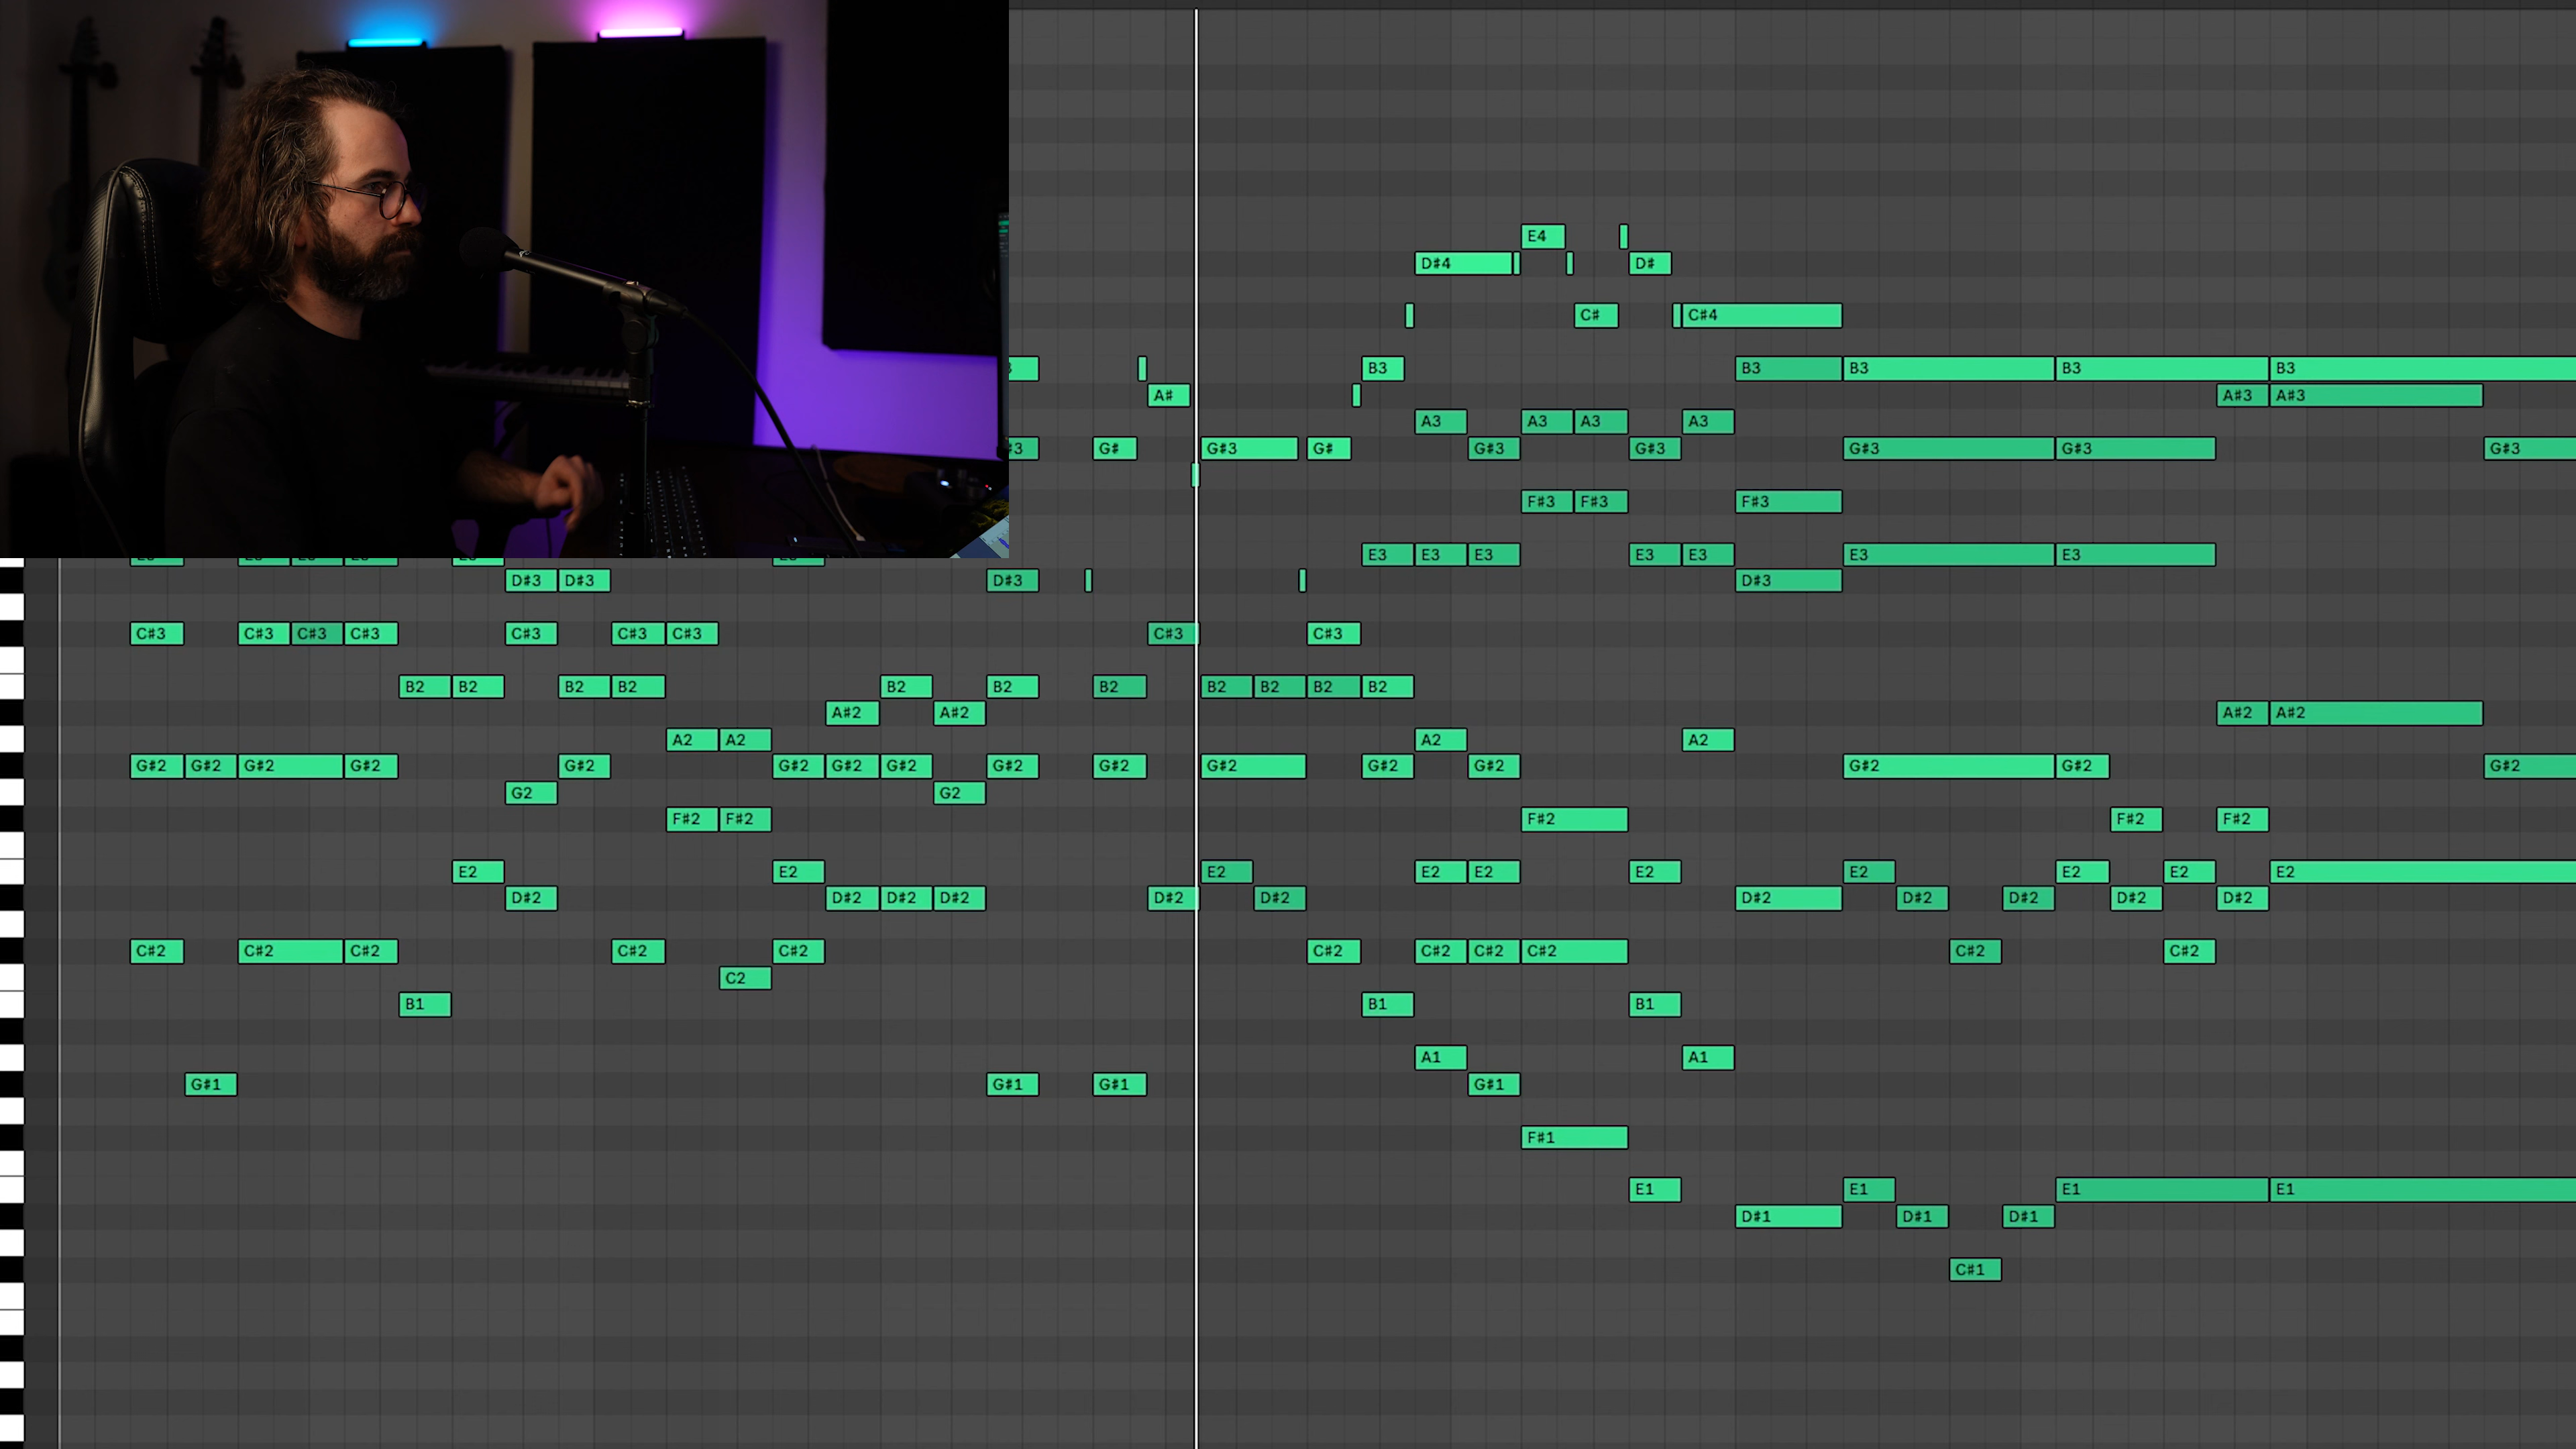 E4
D#4 D#
C# C#4
B3 B3 B3 B3 B3
A# A#3 A#3
A3 A3 A3 A3
G# G#3 G# G#3 G#3 G#3 G#3 G#3
F#3 F#3 F#3
E3 E3 E3 E3 E3 E3 E3
D#3 D#3 D#3 D#3
C#3 C#3 C#3 C#3 C#3 C#3 C#3 C#3 C#3
B2 B2 B2 B2 B2 B2 B2 B2 B2 B2 B2
A#2 A#2 A#2 A#2
A2 A2 A2 A2
G#2 G#2 G#2 G#2 G#2 G#2 G#2 G#2 G#2 G#2 G#2 G#2 G#2 G#2 G#2 G#2
G2 G2
F#2 F#2 F#2 F#2 F#2
E2 E2 E2 E2 E2 E2 E2 E2 E2 E2
D#2 D#2 D#2 D#2 D#2 D#2 D#2 D#2 D#2 D#2 D#2
C#2 C#2 C#2 C#2 C#2 C#2 C#2 C#2 C#2 C#2 C#2
C2
B1 B1 B1
A1 A1
G#1 G#1 G#1 G#1
F#1
E1 E1 E1 E1
D#1 D#1 D#1
C#1